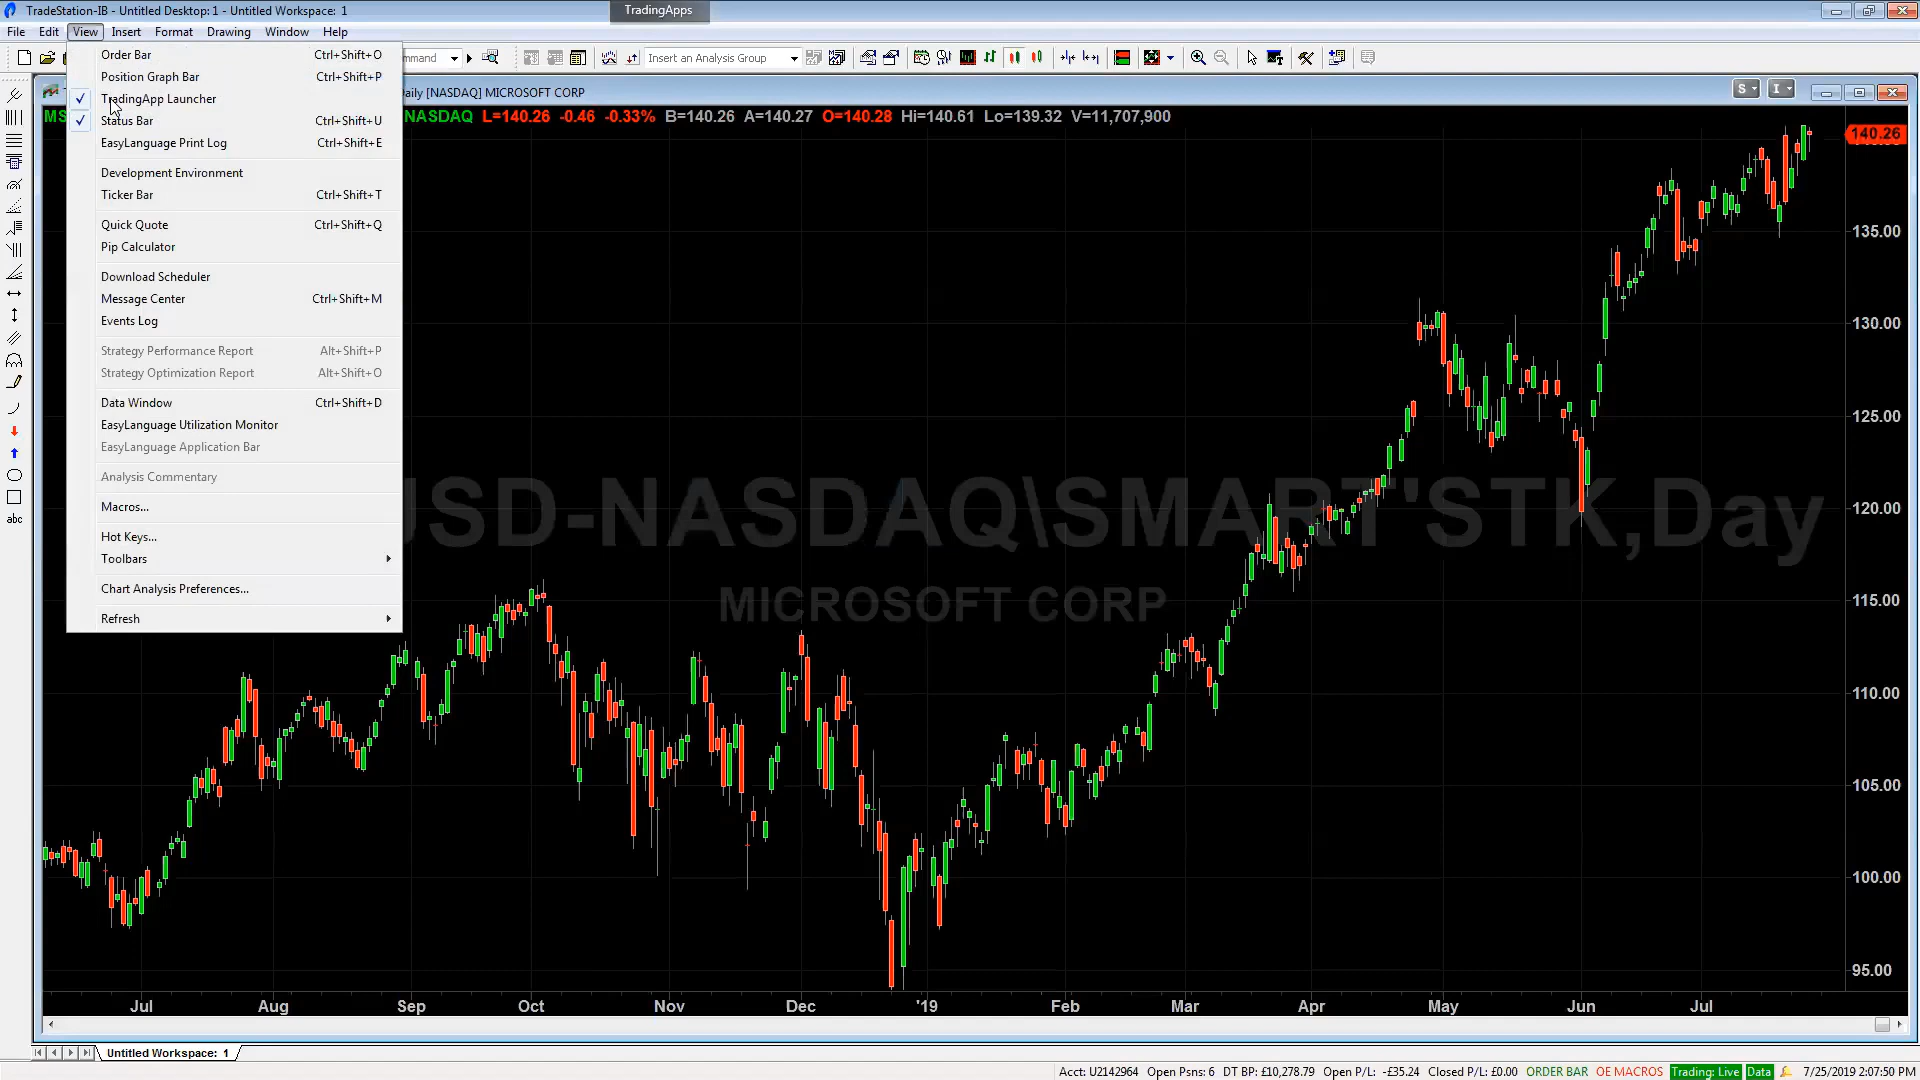 TradeStation-IB - Untitled Desktop: 1 - Untitled Workspace: 1
TradingApps
File Edit View Insert Format Drawing Window Help
mmand
Insert an Analysis Group
Order Bar Ctrl+Shift+O
Position Graph Bar Ctrl+Shift+P
TradingApp Launcher
Status Bar Ctrl+Shift+U
EasyLanguage Print Log Ctrl+Shift+E
Development Environment
Ticker Bar Ctrl+Shift+T
Quick Quote Ctrl+Shift+Q
Pip Calculator
Download Scheduler
Message Center Ctrl+Shift+M
Events Log
Strategy Performance Report Alt+Shift+P
Strategy Optimization Report Alt+Shift+O
Data Window Ctrl+Shift+D
EasyLanguage Utilization Monitor
EasyLanguage Application Bar
Analysis Commentary
Macros...
Hot Keys...
Toolbars
Chart Analysis Preferences...
Refresh
abc
aily [NASDAQ] MICROSOFT CORP
S I
MS NASDAQ L=140.26 -0.46 -0.33% B=140.26 A=140.27 O=140.28 Hi=140.61 Lo=139.32 V=11,707,900
140.26
135.00
130.00
125.00
120.00
115.00
110.00
105.00
100.00
95.00
USD-NASDAQ\SMART'STK,Day
MICROSOFT CORP
Jul Aug Sep Oct Nov Dec '19 Feb Mar Apr May Jun Jul
Untitled Workspace: 1
Acct: U2142964 Open Psns: 6 DT BP: £10,278.79 Open P/L: -£35.24 Closed P/L: £0.00 ORDER BAR OE MACROS Trading: Live Data 7/25/2019 2:07:50 PM